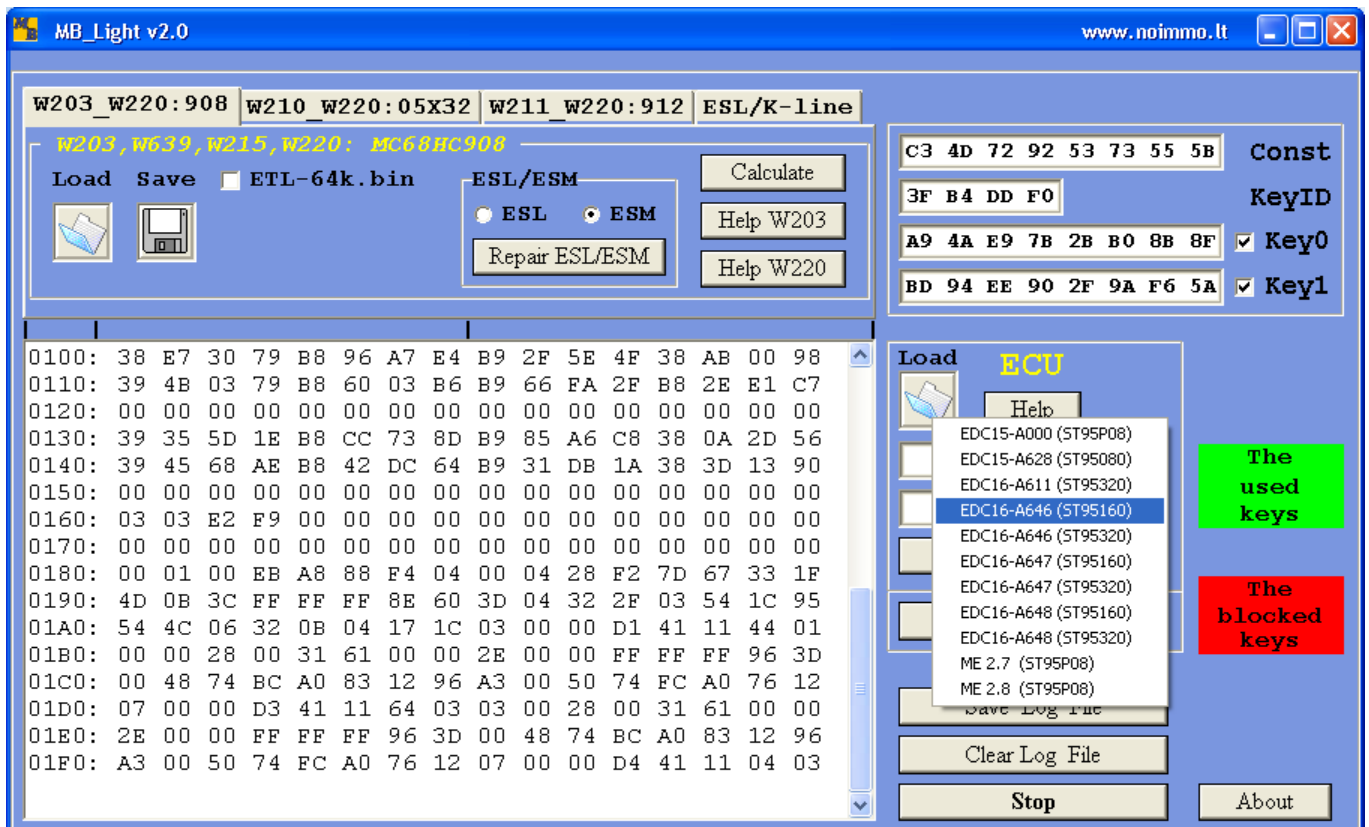 MB_Light v2.0 www.noimmo.lt
W203_W220:908 W210_W220:05X32 W211_W220:912 ESL/K-line
W203,W639,W215,W220: MC68HC908
Load Save ETL-64k.bin
ESL/ESM
ESL ESM
Repair ESL/ESM
Calculate
Help W203
Help W220
C3 4D 72 92 53 73 55 5B Const
3F B4 DD F0 KeyID
A9 4A E9 7B 2B B0 8B 8F Key0
BD 94 EE 90 2F 9A F6 5A Key1
0100: 38 E7 30 79 B8 96 A7 E4 B9 2F 5E 4F 38 AB 00 98
0110: 39 4B 03 79 B8 60 03 B6 B9 66 FA 2F B8 2E E1 C7
0120: 00 00 00 00 00 00 00 00 00 00 00 00 00 00 00 00
0130: 39 35 5D 1E B8 CC 73 8D B9 85 A6 C8 38 0A 2D 56
0140: 39 45 68 AE B8 42 DC 64 B9 31 DB 1A 38 3D 13 90
0150: 00 00 00 00 00 00 00 00 00 00 00 00 00 00 00 00
0160: 03 03 E2 F9 00 00 00 00 00 00 00 00 00 00 00 00
0170: 00 00 00 00 00 00 00 00 00 00 00 00 00 00 00 00
0180: 00 01 00 EB A8 88 F4 04 00 04 28 F2 7D 67 33 1F
0190: 4D 0B 3C FF FF FF 8E 60 3D 04 32 2F 03 54 1C 95
01A0: 54 4C 06 32 0B 04 17 1C 03 00 00 D1 41 11 44 01
01B0: 00 00 28 00 31 61 00 00 2E 00 00 FF FF FF 96 3D
01C0: 00 48 74 BC A0 83 12 96 A3 00 50 74 FC A0 76 12
01D0: 07 00 00 D3 41 11 64 03 03 00 28 00 31 61 00 00
01E0: 2E 00 00 FF FF FF 96 3D 00 48 74 BC A0 83 12 96
01F0: A3 00 50 74 FC A0 76 12 07 00 00 D4 41 11 04 03
Load ECU
Help
EDC15-A000 (ST95P08)
EDC15-A628 (ST95080)
EDC16-A611 (ST95320)
EDC16-A646 (ST95160)
EDC16-A646 (ST95320)
EDC16-A647 (ST95160)
EDC16-A647 (ST95320)
EDC16-A648 (ST95160)
EDC16-A648 (ST95320)
ME 2.7 (ST95P08)
ME 2.8 (ST95P08)
Save Log File
Clear Log File
Stop
The
used
keys
The
blocked
keys
About